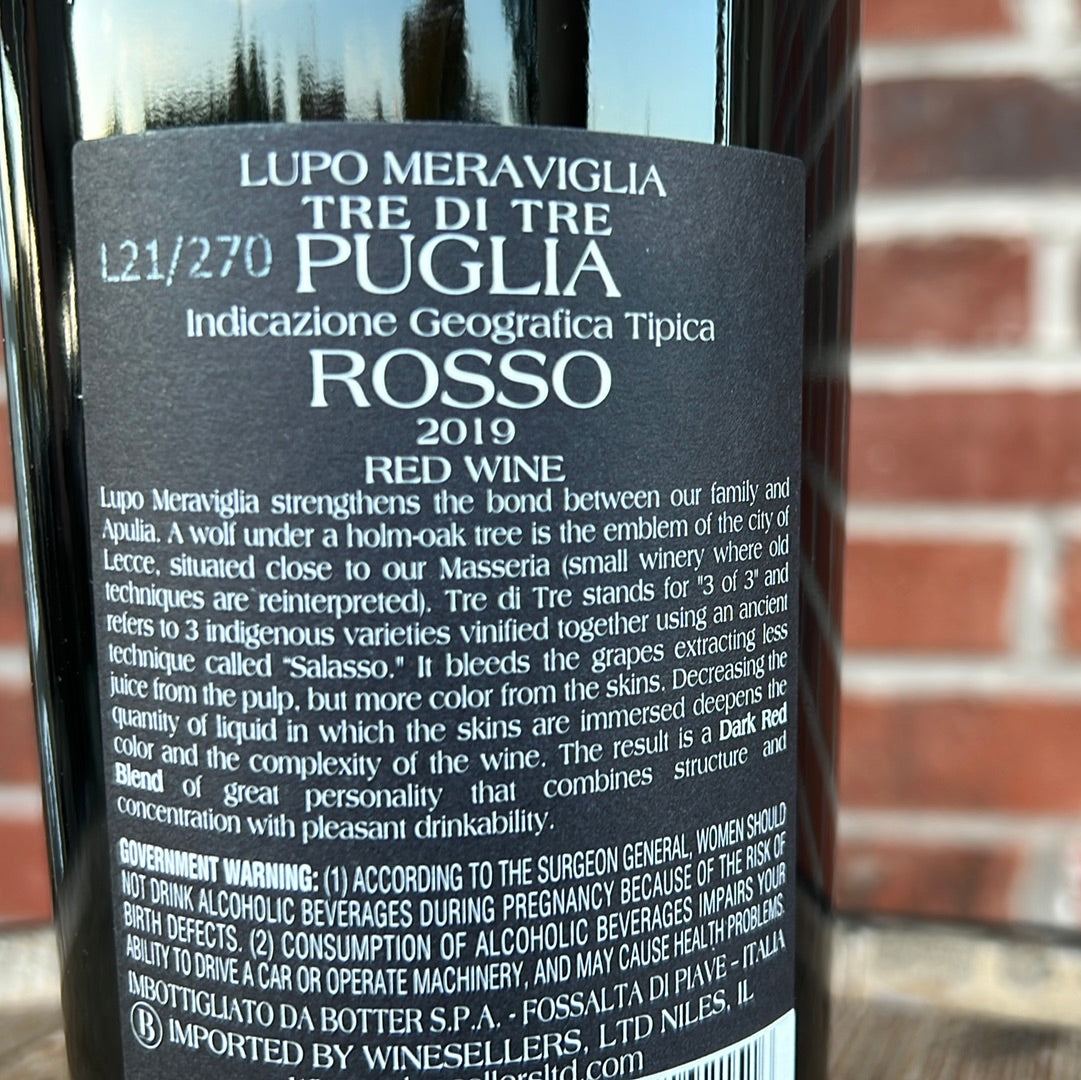 LUPO MERAVIGLIA
TRE DI TRE
L21/270 PUGLIA
Indicazione Geografica Tipica
ROSSO
2019
RED WINE
Lupo Meraviglia strengthens the bond between our family and
Apulia. A wolf under a holm-oak tree is the emblem of the city of
Lecce, situated close to our Masseria (small winery where old
techniques are reinterpreted). Tre di Tre stands for "3 of 3" and
refers to 3 indigenous varieties vinified together using an ancient
technique called "Salasso." It bleeds the grapes extracting less
juice from the pulp, but more color from the skins. Decreasing the
quantity of liquid in which the skins are immersed deepens the
color and the complexity of the wine. The result is a Dark Red
Blend of great personality that combines structure and
concentration with pleasant drinkability.
GOVERNMENT WARNING: (1) ACCORDING TO THE SURGEON GENERAL, WOMEN SHOULD
NOT DRINK ALCOHOLIC BEVERAGES DURING PREGNANCY BECAUSE OF THE RISK OF
BIRTH DEFECTS. (2) CONSUMPTION OF ALCOHOLIC BEVERAGES IMPAIRS YOUR
ABILITY TO DRIVE A CAR OR OPERATE MACHINERY, AND MAY CAUSE HEALTH PROBLEMS.
IMBOTTIGLIATO DA BOTTER S.P.A. - FOSSALTA DI PIAVE - ITALIA
B IMPORTED BY WINESELLERS, LTD NILES, IL